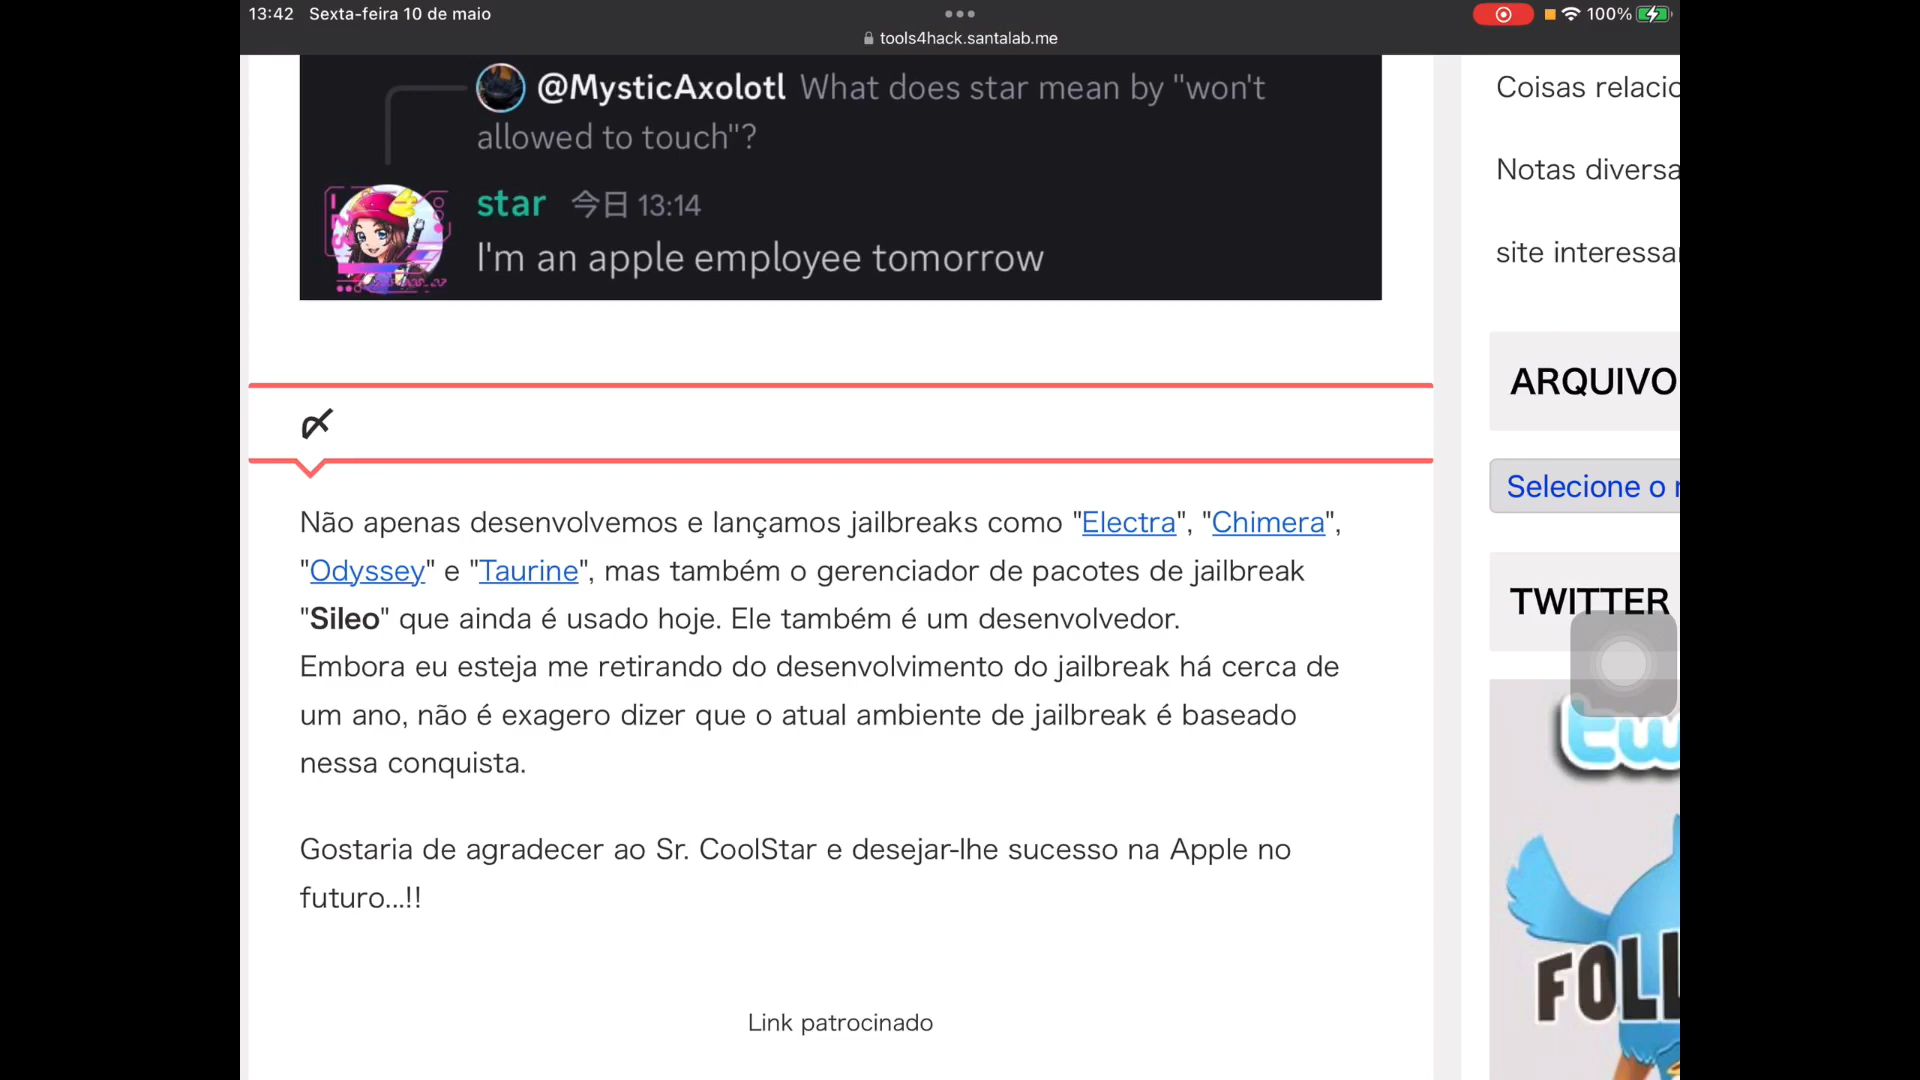 13:42 Sexta-feira 10 de maio
100%
tools4hack.santalab.me
@MysticAxolotl What does star mean by "won't
allowed to touch"?
star 今日 13:14
I'm an apple employee tomorrow
〆
Não apenas desenvolvemos e lançamos jailbreaks como "Electra", "Chimera",
"Odyssey" e "Taurine", mas também o gerenciador de pacotes de jailbreak
"Sileo" que ainda é usado hoje. Ele também é um desenvolvedor.
Embora eu esteja me retirando do desenvolvimento do jailbreak há cerca de
um ano, não é exagero dizer que o atual ambiente de jailbreak é baseado
nessa conquista.
Gostaria de agradecer ao Sr. CoolStar e desejar-lhe sucesso na Apple no
futuro...!!
Link patrocinado
Coisas relacio
Notas diversa
site interessa
ARQUIVO
Selecione o
TWITTER
tw
FOLL